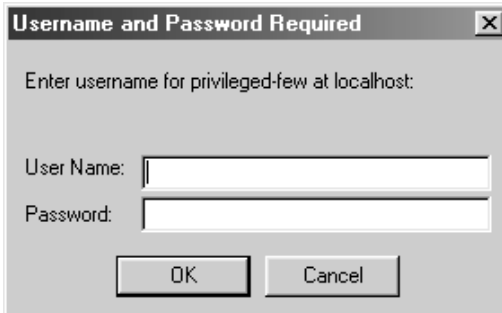 Username and Password Required
Enter username for privileged-few at localhost:
User Name:
Password:
OK Cancel